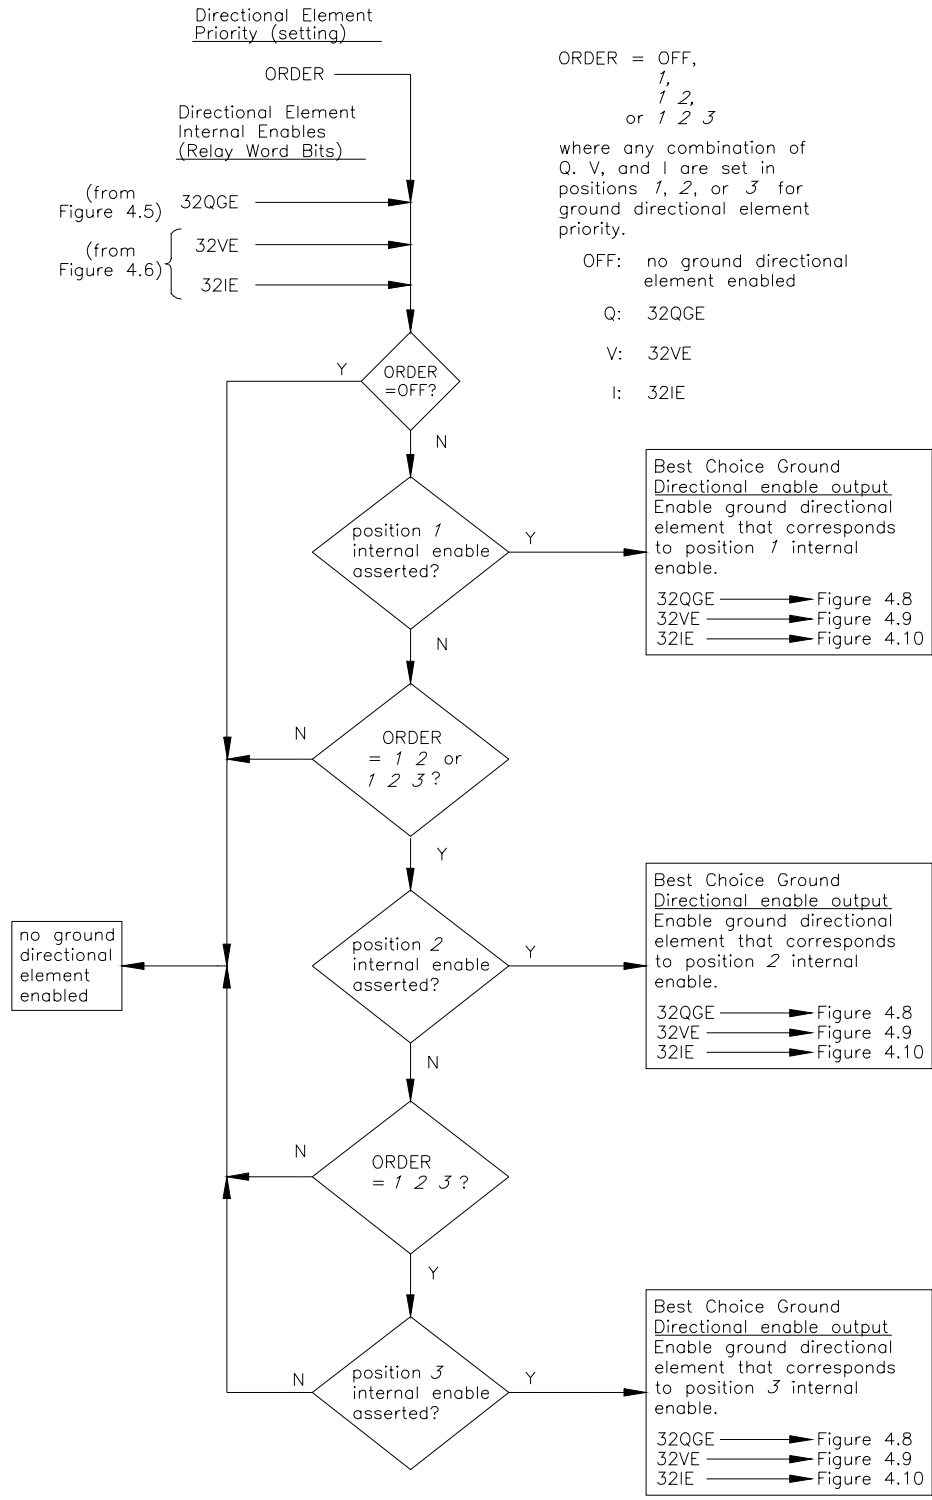 Directional Element
Priority (setting)
ORDER
Directional Element
Internal Enables
(Relay Word Bits)
(from
Figure 4.5)
32QGE
(from
Figure 4.6)
32VE
32IE
ORDER = OFF,
1,
1 2,
or 1 2 3
where any combination of
Q. V, and I are set in
positions 1, 2, or 3 for
ground directional element
priority.
OFF: no ground directional
element enabled
Q: 32QGE
V: 32VE
I: 32IE
ORDER
=OFF?
Y
N
position 1
internal enable
asserted?
Y
N
Best Choice Ground
Directional enable output
Enable ground directional
element that corresponds
to position 1 internal
enable.
32QGE Figure 4.8
32VE Figure 4.9
32IE Figure 4.10
ORDER
= 1 2 or
1 2 3 ?
N
Y
position 2
internal enable
asserted?
Y
N
Best Choice Ground
Directional enable output
Enable ground directional
element that corresponds
to position 2 internal
enable.
32QGE Figure 4.8
32VE Figure 4.9
32IE Figure 4.10
no ground
directional
element
enabled
ORDER
= 1 2 3 ?
N
Y
position 3
internal enable
asserted?
N
Y
Best Choice Ground
Directional enable output
Enable ground directional
element that corresponds
to position 3 internal
enable.
32QGE Figure 4.8
32VE Figure 4.9
32IE Figure 4.10